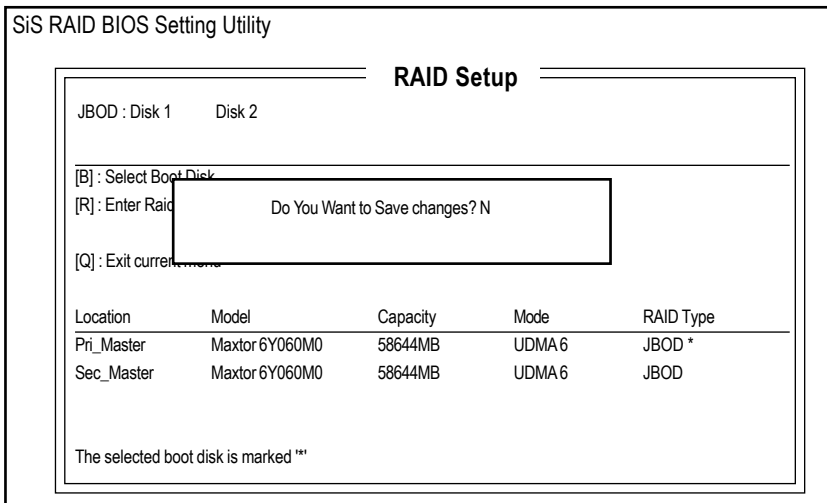 SiS RAID BIOS Setting Utility
RAID Setup
JBOD : Disk 1 Disk 2
[B] : Select Boot Disk
[R] : Enter Raid
Do You Want to Save changes? N
[Q] : Exit current menu
Location Model Capacity Mode RAID Type
Pri_Master Maxtor 6Y060M0 58644MB UDMA 6 JBOD *
Sec_Master Maxtor 6Y060M0 58644MB UDMA 6 JBOD
The selected boot disk is marked '*'